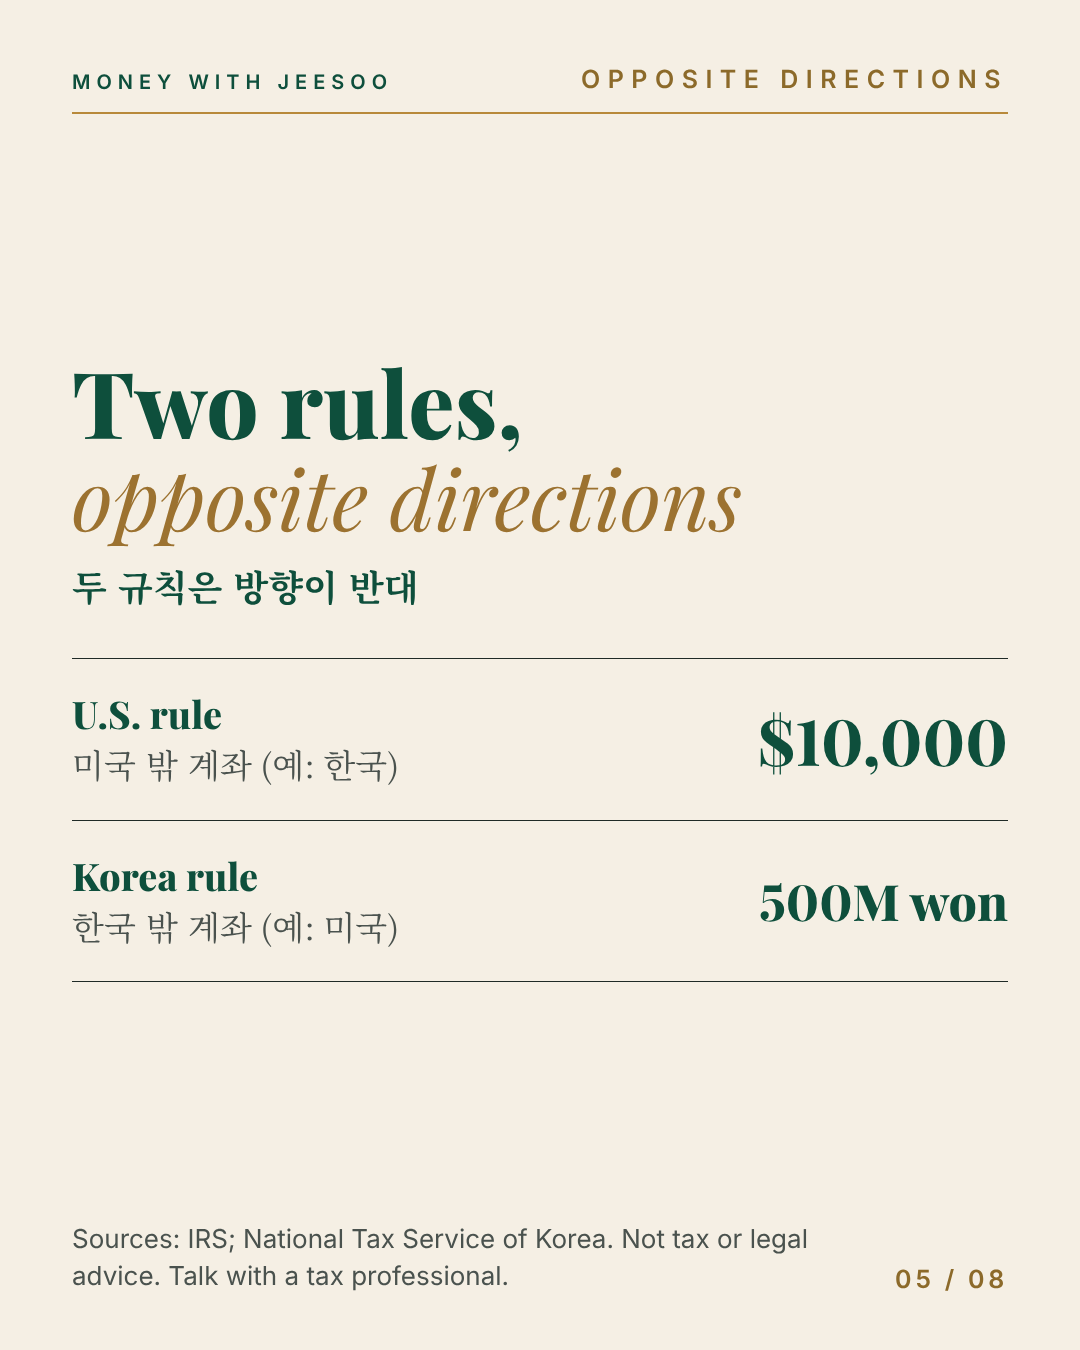 MONEY WITH JEESOO
OPPOSITE DIRECTIONS
Two rules,
opposite directions
두 규칙은 방향이 반대
U.S. rule
미국 밖 계좌 (예: 한국)
$10,000
Korea rule
한국 밖 계좌 (예: 미국)
500M won
Sources: IRS; National Tax Service of Korea. Not tax or legal
advice. Talk with a tax professional.
05 / 08